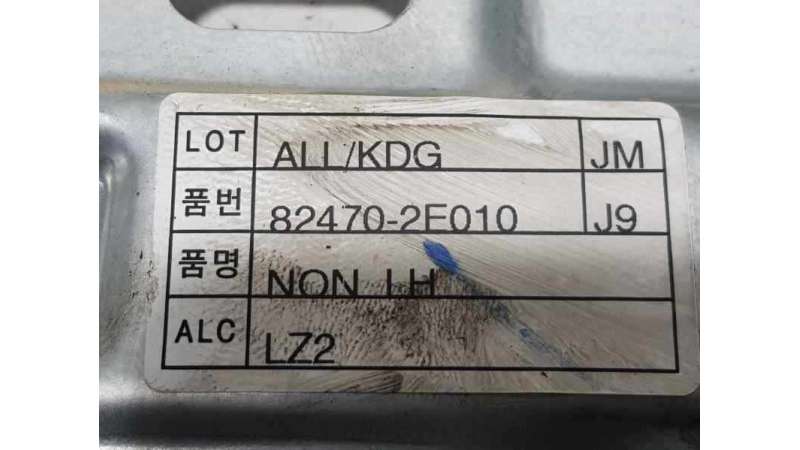 LOT ALL/KDG JM
품번 82470-2E010 J9
품명 NON LH
ALC LZ2